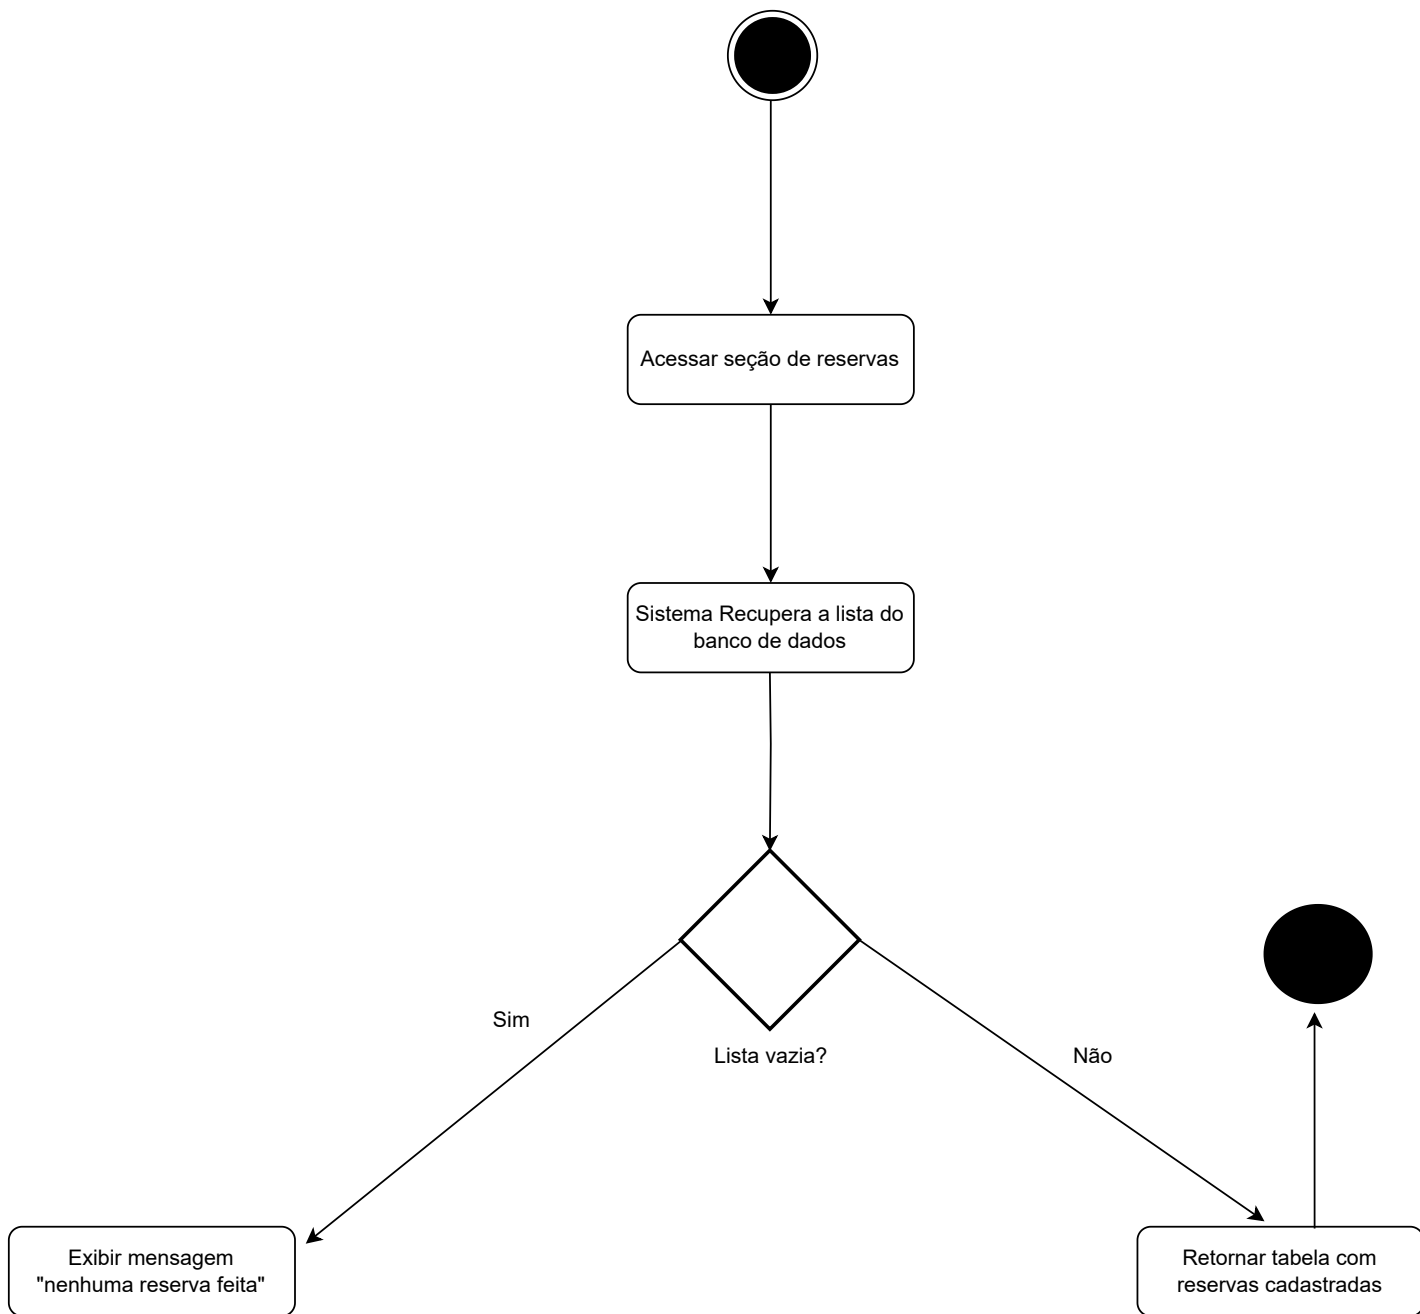 Acessar seção de reservas
Sistema Recupera a lista do
banco de dados
Sim
Lista vazia?
Não
Exibir mensagem
"nenhuma reserva feita"
Retornar tabela com
reservas cadastradas